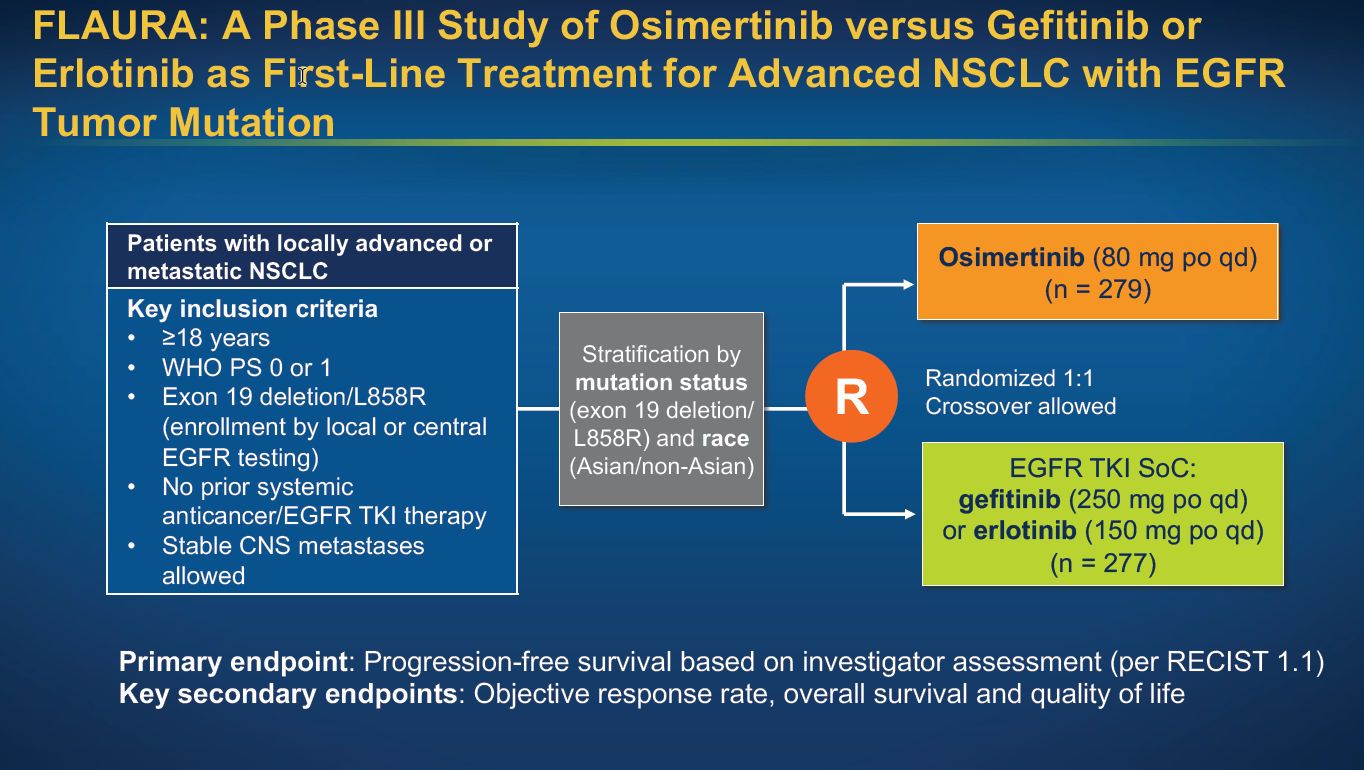 FLAURA: A Phase III Study of Osimertinib versus Gefitinib or
Erlotinib as First-Line Treatment for Advanced NSCLC with EGFR
Tumor Mutation
Patients with locally advanced or
metastatic NSCLC
Key inclusion criteria
• ≥18 years
• WHO PS 0 or 1
• Exon 19 deletion/L858R
(enrollment by local or central
EGFR testing)
• No prior systemic
anticancer/EGFR TKI therapy
• Stable CNS metastases
allowed
Stratification by
mutation status
(exon 19 deletion/
L858R) and race
(Asian/non-Asian)
R
Osimertinib (80 mg po qd)
(n = 279)
Randomized 1:1
Crossover allowed
EGFR TKI SoC:
gefitinib (250 mg po qd)
or erlotinib (150 mg po qd)
(n = 277)
Primary endpoint: Progression-free survival based on investigator assessment (per RECIST 1.1)
Key secondary endpoints: Objective response rate, overall survival and quality of life